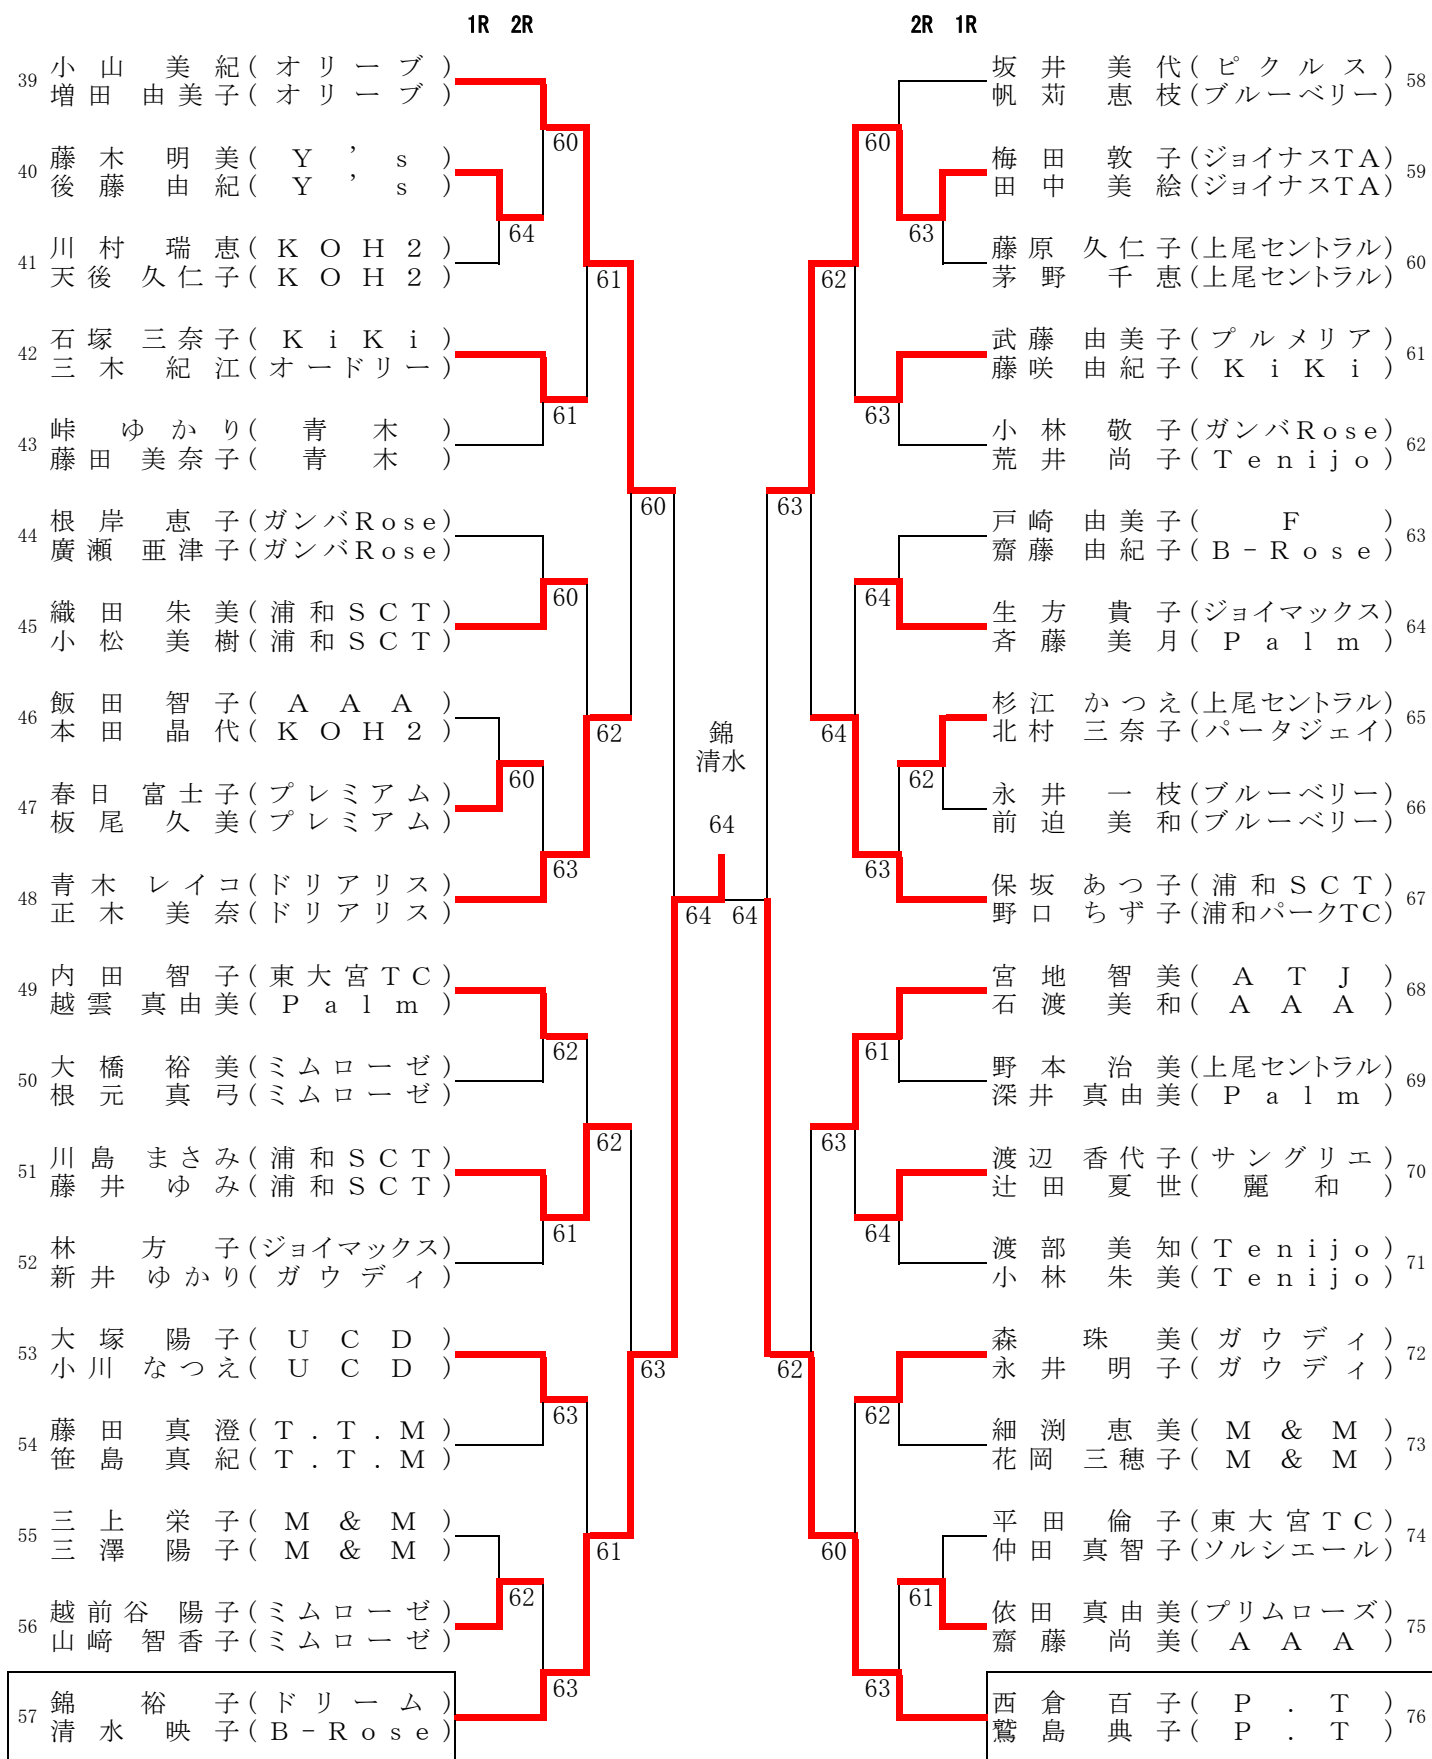 1R 2R
2R 1R
39 小山 美紀(オリーブ)
増田 由美子(オリーブ)
60
40 藤木 明美(Y's)
後藤 由紀(Y's)
64
41 川村 瑞恵(KOH2)
天後 久仁子(KOH2)
61
42 石塚 三奈子(KiKi)
三木 紀江(オードリー)
61
43 峠 ゆかり(青木)
藤田 美奈子(青木)
60
44 根岸 恵子(ガンバRose)
廣瀬 亜津子(ガンバRose)
60
45 織田 朱美(浦和SCT)
小松 美樹(浦和SCT)
46 飯田 智子(AAA)
本田 晶代(KOH2)
62
60
47 春日 富士子(プレミアム)
板尾 久美(プレミアム)
63
48 青木 レイコ(ドリアリス)
正木 美奈(ドリアリス)
64
49 内田 智子(東大宮TC)
越雲 真由美(Palm)
62
50 大橋 裕美(ミムローゼ)
根元 真弓(ミムローゼ)
62
51 川島 まさみ(浦和SCT)
藤井 ゆみ(浦和SCT)
61
52 林 方子(ジョイマックス)
新井 ゆかり(ガウディ)
53 大塚 陽子(UCD)
小川 なつえ(UCD)
63
63
54 藤田 真澄(T.T.M)
笹島 真紀(T.T.M)
55 三上 栄子(M&M)
三澤 陽子(M&M)
61
62
56 越前谷 陽子(ミムローゼ)
山﨑 智香子(ミムローゼ)
63
57 錦 裕子(ドリーム)
清水 映子(B-Rose)
錦
清水
64
坂井 美代(ピクルス) 58
帆苅 恵枝(ブルーベリー)
60
梅田 敦子(ジョイナスTA) 59
田中 美絵(ジョイナスTA)
63
藤原 久仁子(上尾セントラル) 60
茅野 千恵(上尾セントラル)
62
武藤 由美子(プルメリア) 61
藤咲 由紀子(KiKi)
63
小林 敬子(ガンバRose) 62
荒井 尚子(Tenijo)
63
戸崎 由美子(F) 63
齋藤 由紀子(B-Rose)
64
生方 貴子(ジョイマックス) 64
斉藤 美月(Palm)
杉江 かつえ(上尾セントラル) 65
北村 三奈子(パータジェイ)
64
62
永井 一枝(ブルーベリー) 66
前迫 美和(ブルーベリー)
63
保坂 あつ子(浦和SCT) 67
野口 ちず子(浦和パークTC)
64
宮地 智美(ATJ) 68
石渡 美和(AAA)
61
野本 治美(上尾セントラル) 69
深井 真由美(Palm)
63
渡辺 香代子(サングリエ) 70
辻田 夏世(麗和)
64
渡部 美知(Tenijo) 71
小林 朱美(Tenijo)
森 珠美(ガウディ) 72
永井 明子(ガウディ)
62
62
細渕 恵美(M&M) 73
花岡 三穂子(M&M)
平田 倫子(東大宮TC) 74
仲田 真智子(ソルシエール)
60
61
依田 真由美(プリムローズ) 75
齋藤 尚美(AAA)
63
西倉 百子(P.T) 76
鷲島 典子(P.T)